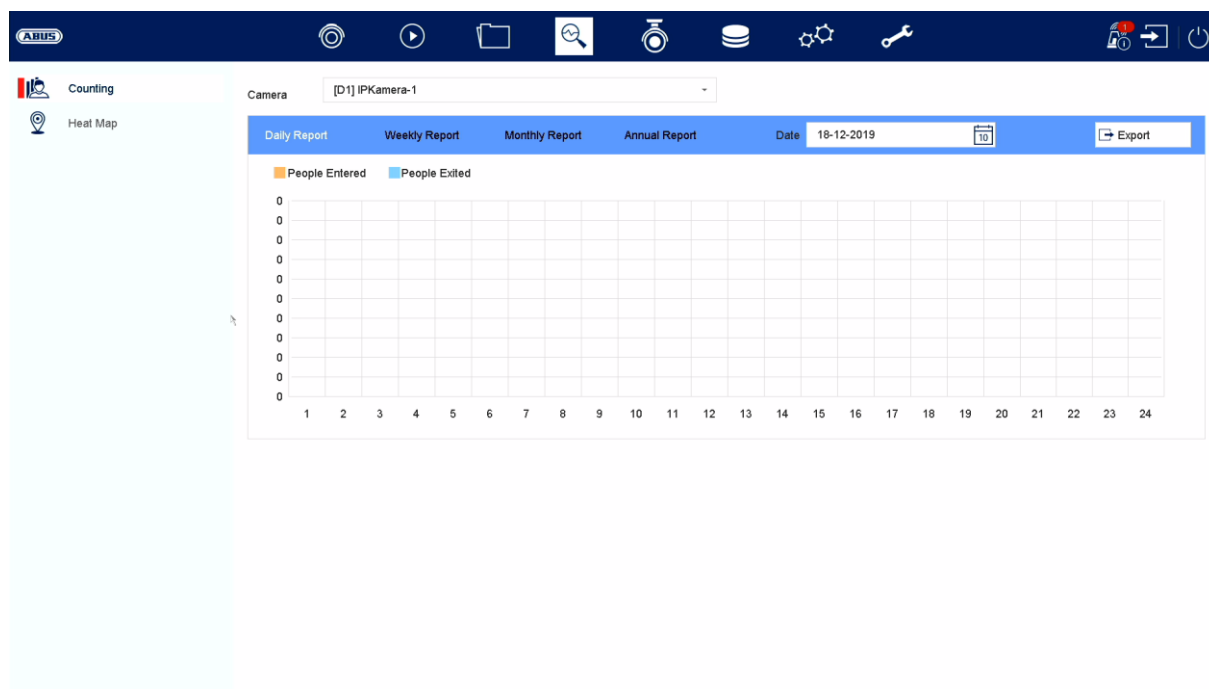 ABUS
1
Counting
Heat Map
Camera [D1] IPKamera-1
Daily Report Weekly Report Monthly Report Annual Report Date 18-12-2019 10 Export
People Entered People Exited
0
0
0
0
0
0
0
0
0
0
0
1 2 3 4 5 6 7 8 9 10 11 12 13 14 15 16 17 18 19 20 21 22 23 24